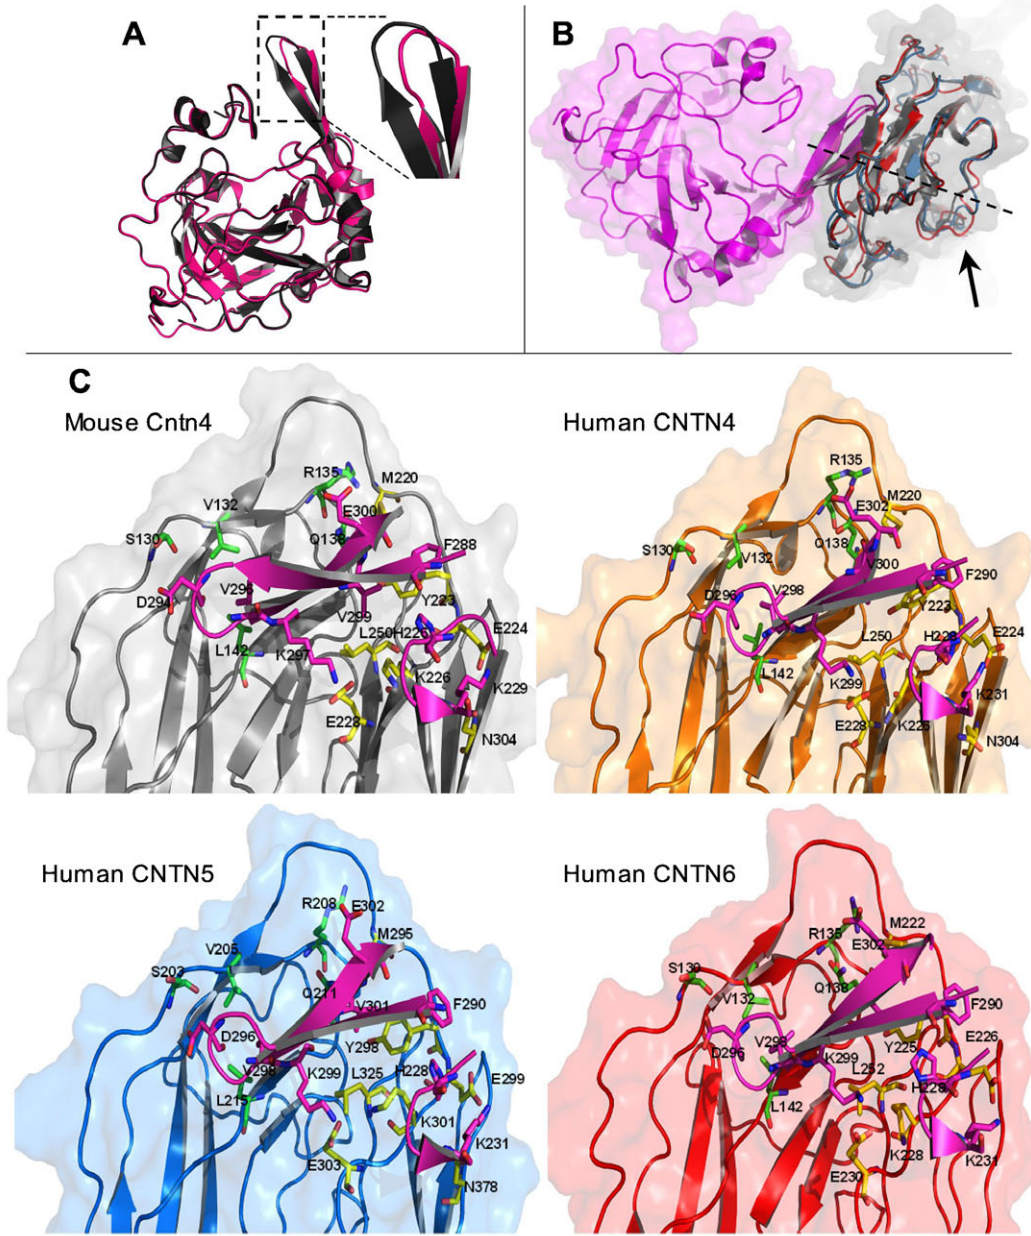 A
B
C
Mouse Cntn4
R135
M220
V132
E300
S130
Q138
F288
D294
V296
V299
Y223
L142
K297
L250
H226
E224
K226
K229
E228
N304
Human CNTN4
R135
M220
E302
S130
V132
Q138
V300
F290
D296
V298
Y223
L250
H228
E224
L142
K299
K231
E228
K226
N304
Human CNTN5
R208
E302
V205
M295
S203
Q211
V301
F290
D296
Y298
V298
K299
L325
H228
E299
L215
K301
K231
E303
N378
Human CNTN6
R135
M222
E302
S130
V132
Q138
F290
D296
V298
K299
Y225
E226
L252
H228
L142
K228
K231
E230